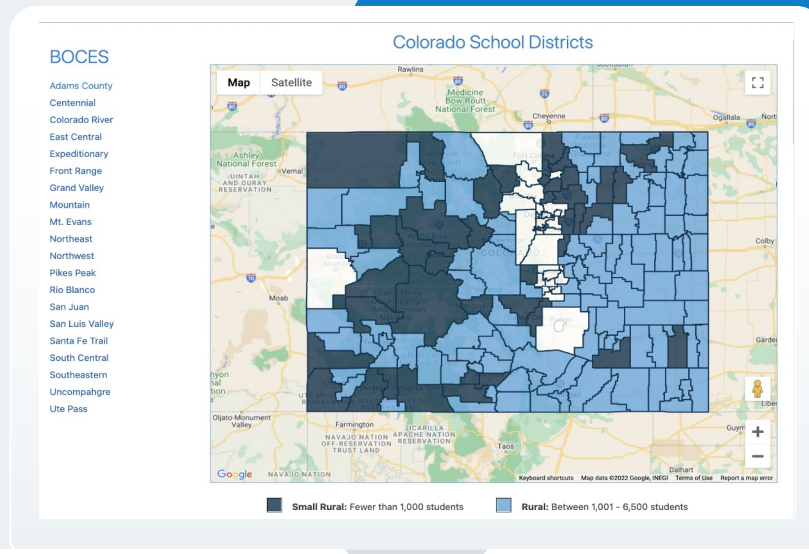 Colorado School Districts
BOCES
Adams County
Centennial
Colorado River
East Central
Expeditionary
Front Range
Grand Valley
Mountain
Mt. Evans
Northeast
Northwest
Pikes Peak
Rio Blanco
San Juan
San Luis Valley
Santa Fe Trail
South Central
Southeastern
Uncompahgre
Ute Pass
Map
Satellite
Rawlins
Medicine
Bow Routt
National Forest
Cheyenne
Ogallala
Ashley
National Forest
Vernal
UINTAH
AND OURAY
RESERVATION
Fort Collins
Colby
COLO
Moab
Oljato-Monument
Valley
Farmington
NAVAJO NATION
OFF-RESERVATION
TRUST LAND
JICARILLA
APACHE NATION
RESERVATION
Taos
Dalhart
NAVAJO NATION
Google
Keyboard shortcuts
Map data ©2022 Google, INEGI
Terms of Use
Report a map error
Small Rural: Fewer than 1,000 students
Rural: Between 1,001 - 6,500 students